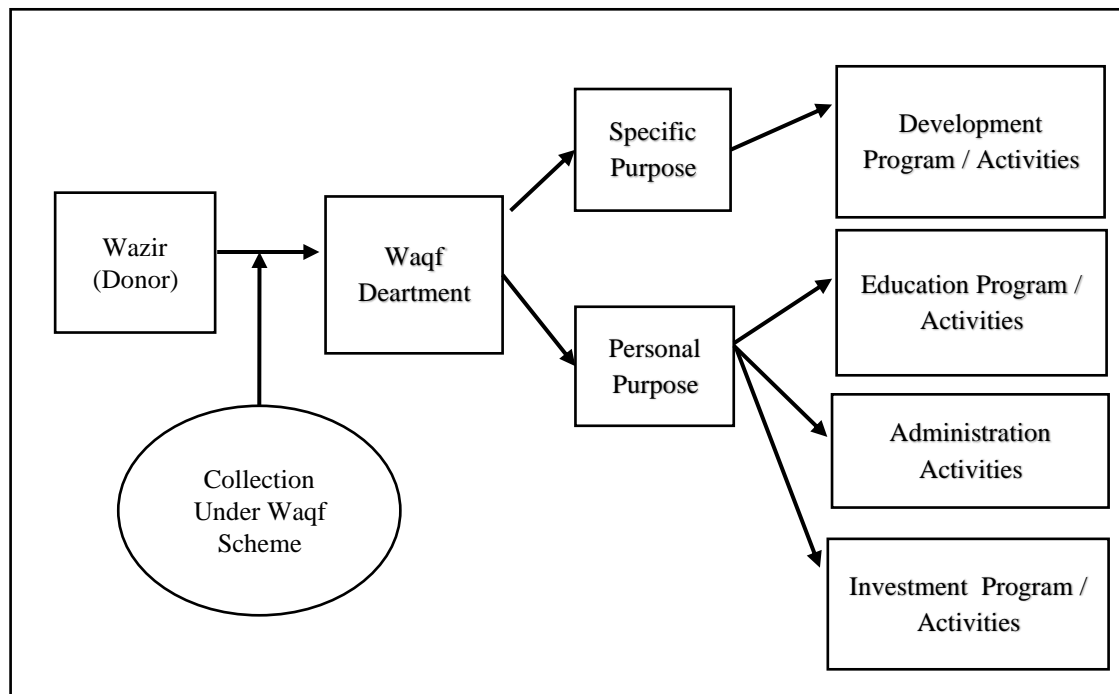 Wazir
(Donor)
Collection
Under Waqf
Scheme
Waqf
Deartment
Specific
Purpose
Personal
Purpose
Development
Program / Activities
Education Program /
Activities
Administration
Activities
Investment Program /
Activities